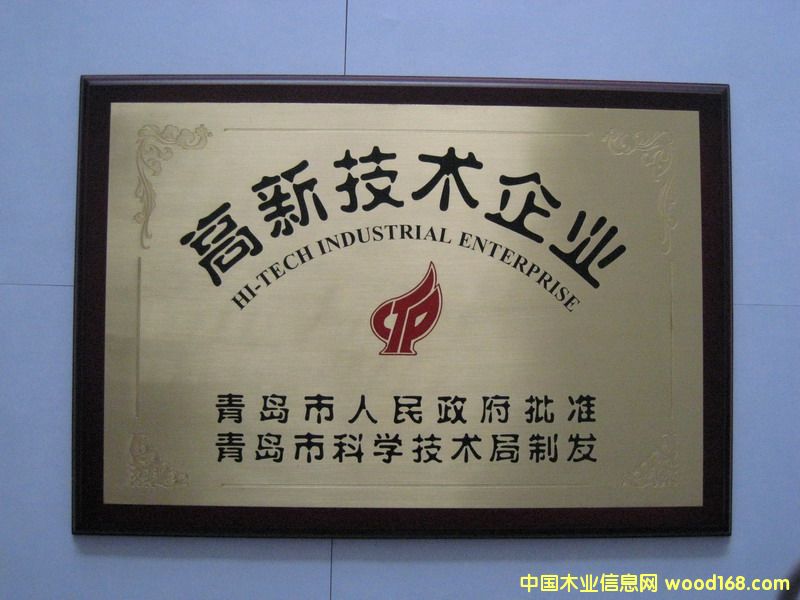 高新技术企业
HI-TECH INDUSTRIAL ENTERPRISE
CTP
青岛市人民政府批准
青岛市科学技术局制发
中国木业信息网 wood168.com